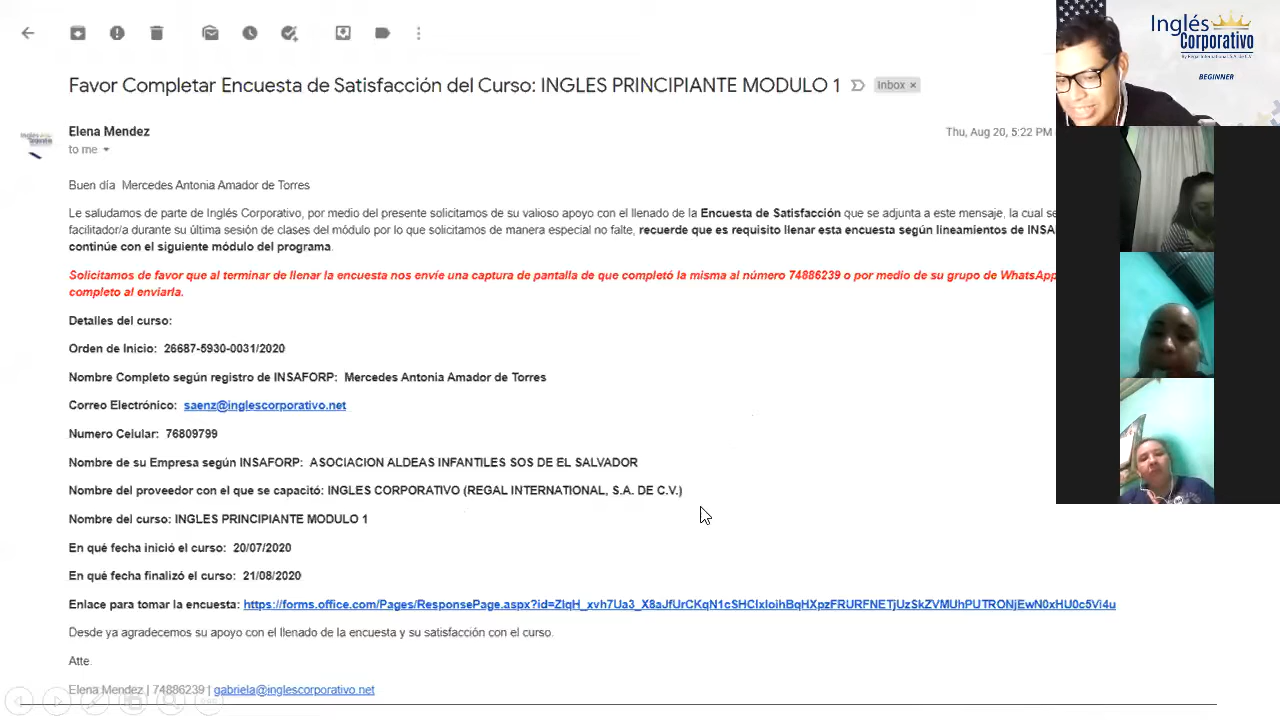 Favor Completar Encuesta de Satisfacción del Curso: INGLES PRINCIPIANTE MODULO 1
Inbox ×
Elena Mendez
to me
Thu, Aug 20, 5:22 PM
Buen día Mercedes Antonia Amador de Torres
Le saludamos de parte de Inglés Corporativo, por medio del presente solicitamos de su valioso apoyo con el llenado de la Encuesta de Satisfacción que se adjunta a este mensaje, la cual se
facilitador/a durante su última sesión de clases del módulo por lo que solicitamos de manera especial no falte, recuerde que es requisito llenar esta encuesta según lineamientos de INSA
continúe con el siguiente módulo del programa.
Solicitamos de favor que al terminar de llenar la encuesta nos envíe una captura de pantalla de que completó la misma al número 74886239 o por medio de su grupo de WhatsApp
completo al enviarla.
Detalles del curso:
Orden de Inicio: 26687-5930-0031/2020
Nombre Completo según registro de INSAFORP: Mercedes Antonia Amador de Torres
Correo Electrónico: saenz@inglescorporativo.net
Numero Celular: 76809799
Nombre de su Empresa según INSAFORP: ASOCIACION ALDEAS INFANTILES SOS DE EL SALVADOR
Nombre del proveedor con el que se capacitó: INGLES CORPORATIVO (REGAL INTERNATIONAL, S.A. DE C.V.)
Nombre del curso: INGLES PRINCIPIANTE MODULO 1
En qué fecha inició el curso: 20/07/2020
En qué fecha finalizó el curso: 21/08/2020
Enlace para tomar la encuesta: https://forms.office.com/Pages/ResponsePage.aspx?id=ZIqH_xvh7Ua3_X8aJfUrCKqN1cSHCIxIoihBqHXpzFRURFNETjUzSkZVMUhPUTRONjEwN0xHU0c5Vi4u
Desde ya agradecemos su apoyo con el llenado de la encuesta y su satisfacción con el curso.
Atte.
Elena Mendez | 74886239 | gabriela@inglescorporativo.net
Inglés
Corporativo
By Regal International S.A. de C.V.
BEGINNER